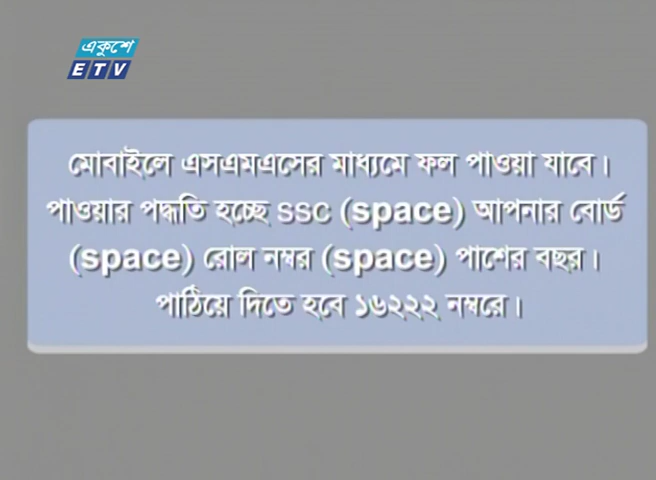 একুশে
ETV
মোবাইলে এসএমএসের মাধ্যমে ফল পাওয়া যাবে।
পাওয়ার পদ্ধতি হচ্ছে ssc (space) আপনার বোর্ড
(space) রোল নম্বর (space) পাশের বছর।
পাঠিয়ে দিতে হবে ১৬২২২ নম্বরে।